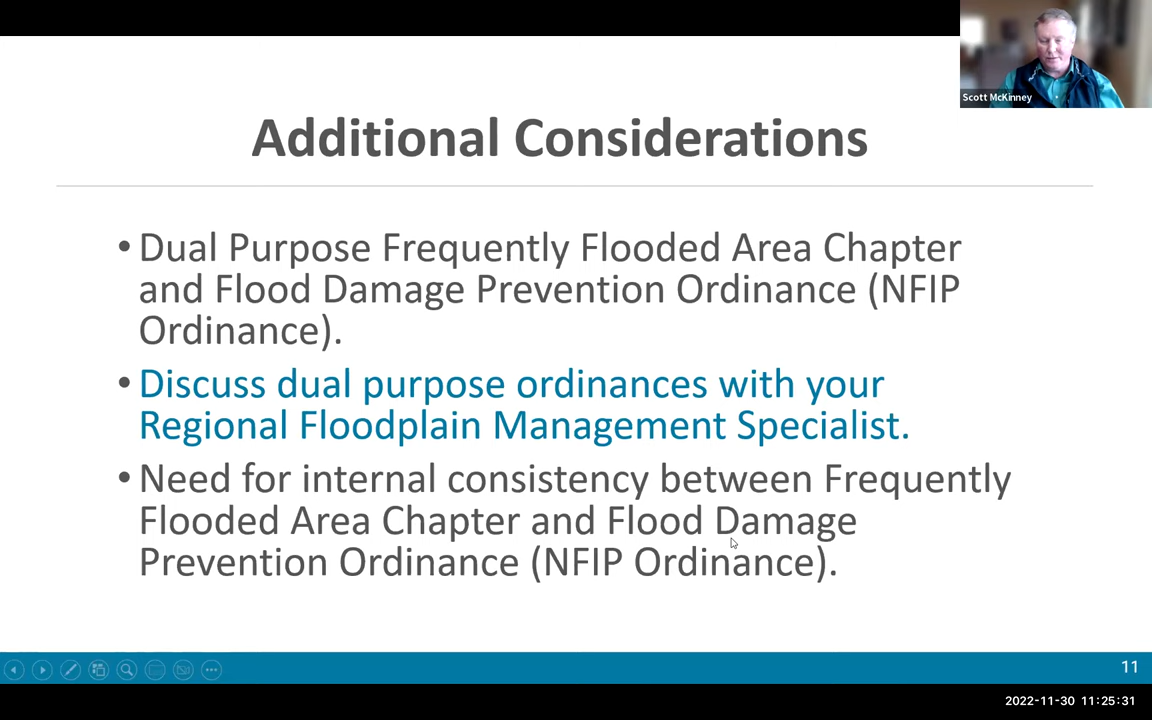 Scott McKinney
Additional Considerations
• Dual Purpose Frequently Flooded Area Chapter
and Flood Damage Prevention Ordinance (NFIP
Ordinance).
• Discuss dual purpose ordinances with your
Regional Floodplain Management Specialist.
• Need for internal consistency between Frequently
Flooded Area Chapter and Flood Damage
Prevention Ordinance (NFIP Ordinance).
11
2022-11-30 11:25:31